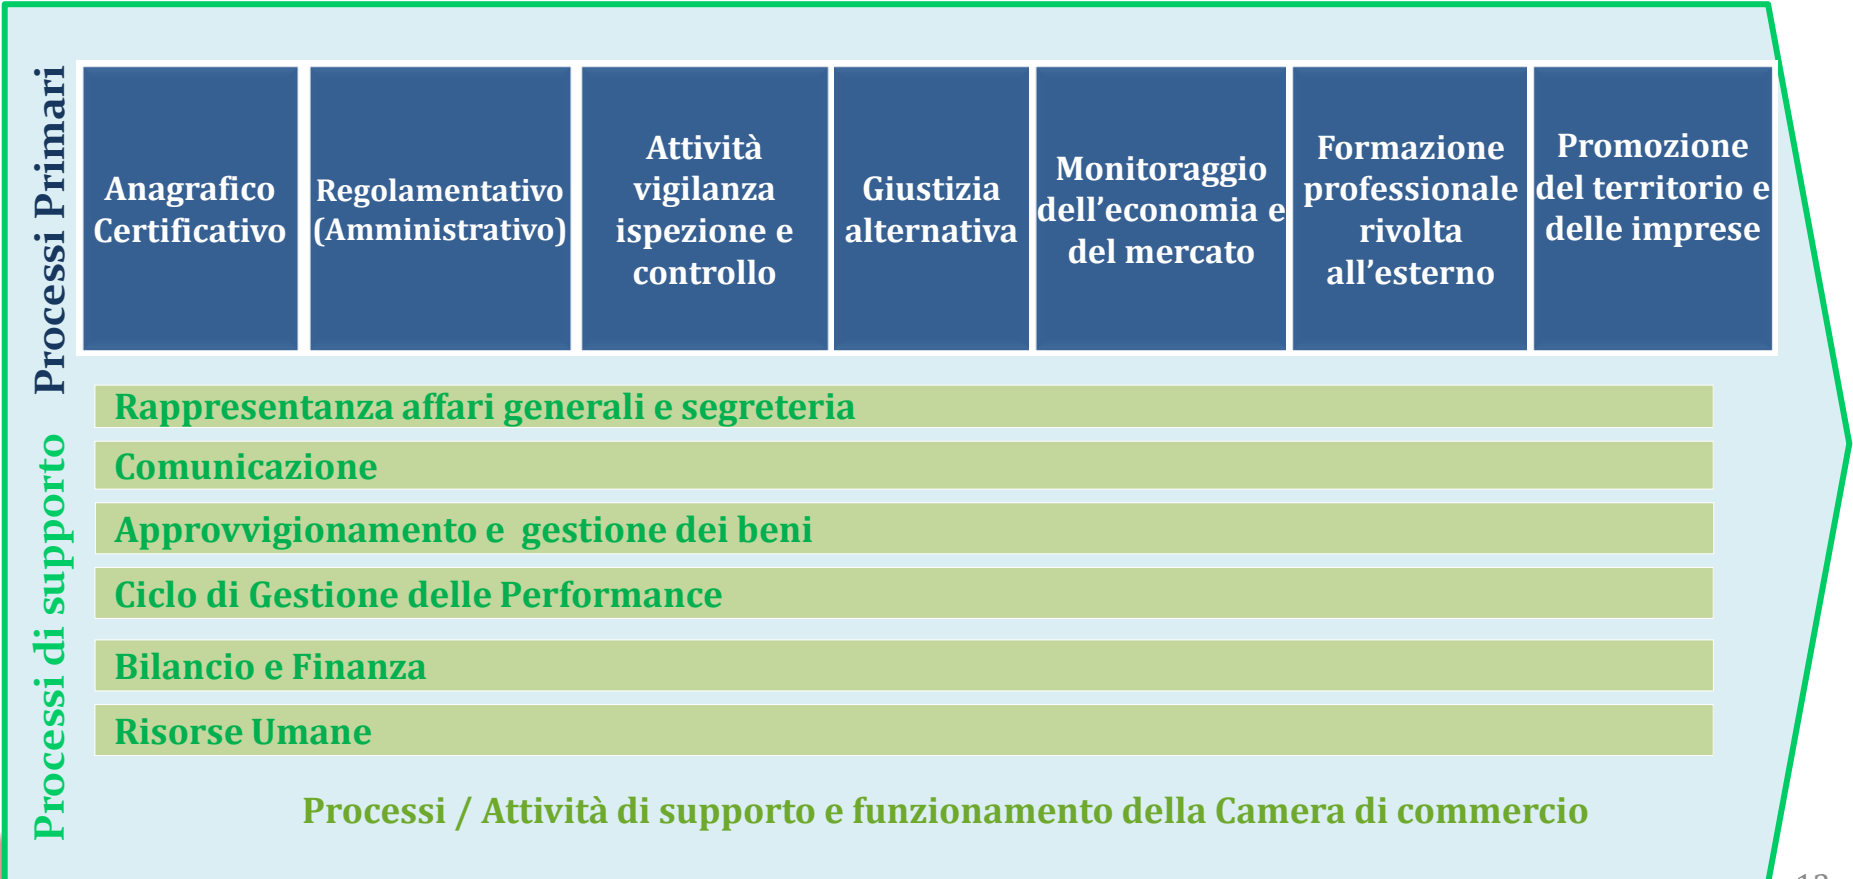 Processi Primari
Anagrafico
Certificativo
Regolamentativo
(Amministrativo)
Attività
vigilanza
ispezione e
controllo
Giustizia
alternativa
Monitoraggio
dell’economia e
del mercato
Formazione
professionale
rivolta
all’esterno
Promozione
del territorio e
delle imprese
Processi di supporto
Rappresentanza affari generali e segreteria
Comunicazione
Approvvigionamento e gestione dei beni
Ciclo di Gestione delle Performance
Bilancio e Finanza
Risorse Umane
Processi / Attività di supporto e funzionamento della Camera di commercio